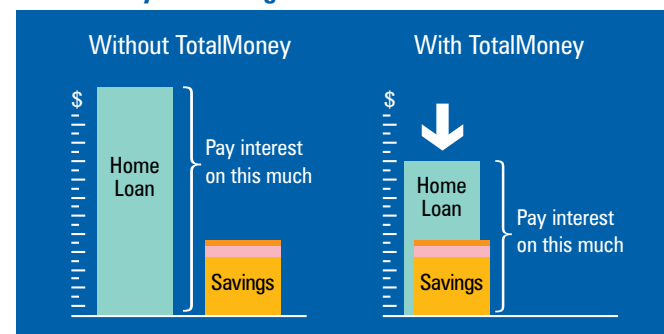 Without TotalMoney
$
Home
Loan
Pay interest
on this much
Savings
With TotalMoney
$
Home
Loan
Savings
Pay interest
on this much